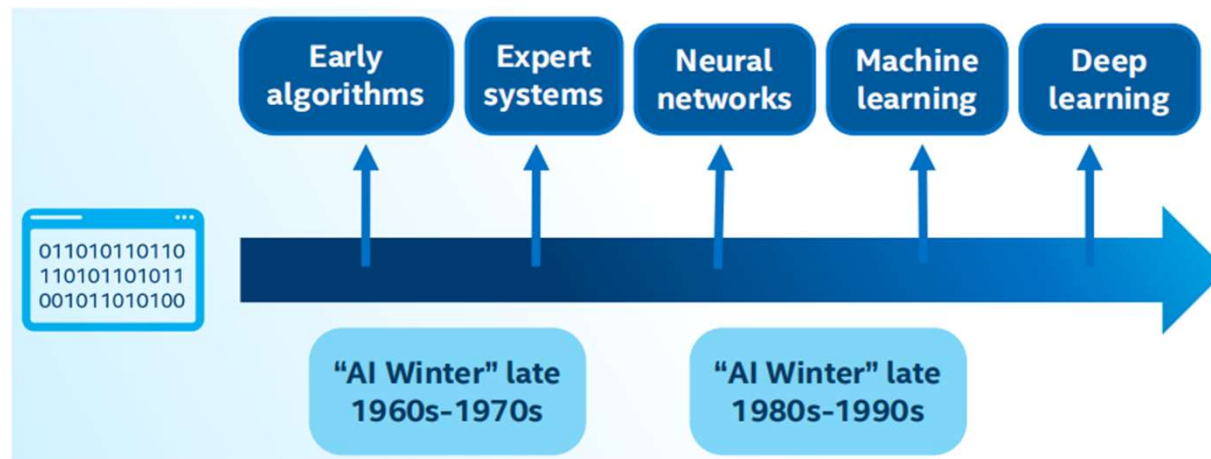 Early
algorithms
Expert
systems
Neural
networks
Machine
learning
Deep
learning
011010110110
110101101011
001011010100
“AI Winter” late
1960s-1970s
“AI Winter” late
1980s-1990s